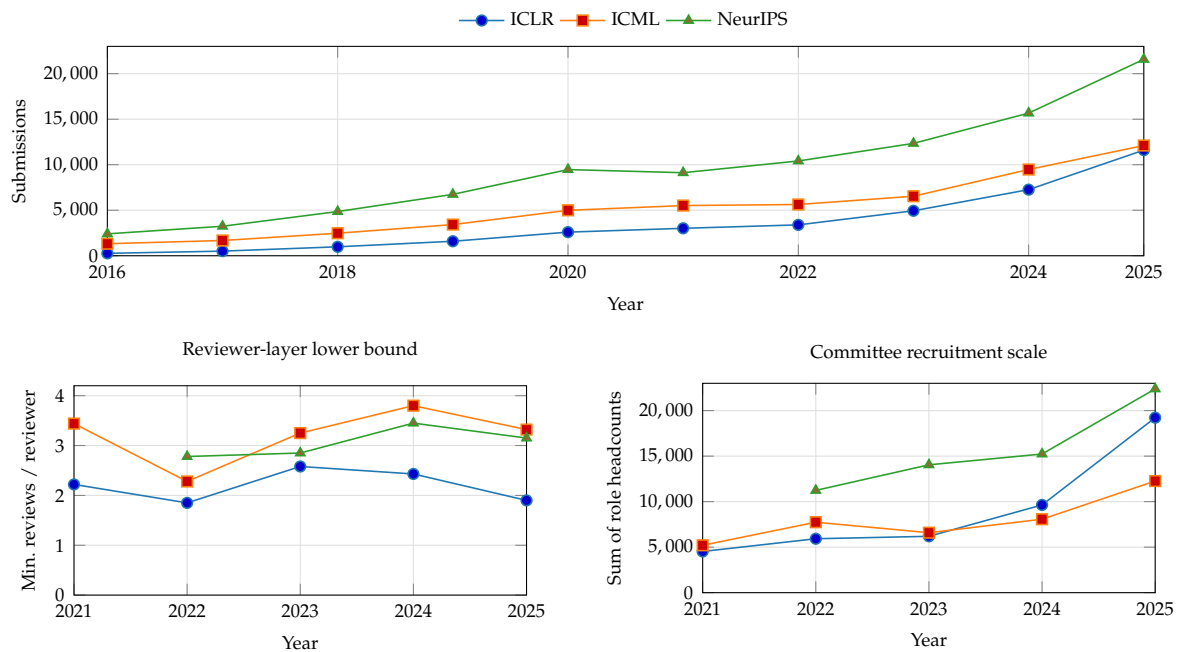 ICLR ICML NeurIPS
20,000
15,000
10,000
5,000
0
Submissions
2016 2018 2020 2022 2024 2025
Year
Reviewer-layer lower bound
4
3
2
1
0
Min. reviews / reviewer
2021 2022 2023 2024 2025
Year
Committee recruitment scale
20,000
15,000
10,000
5,000
0
Sum of role headcounts
2021 2022 2023 2024 2025
Year